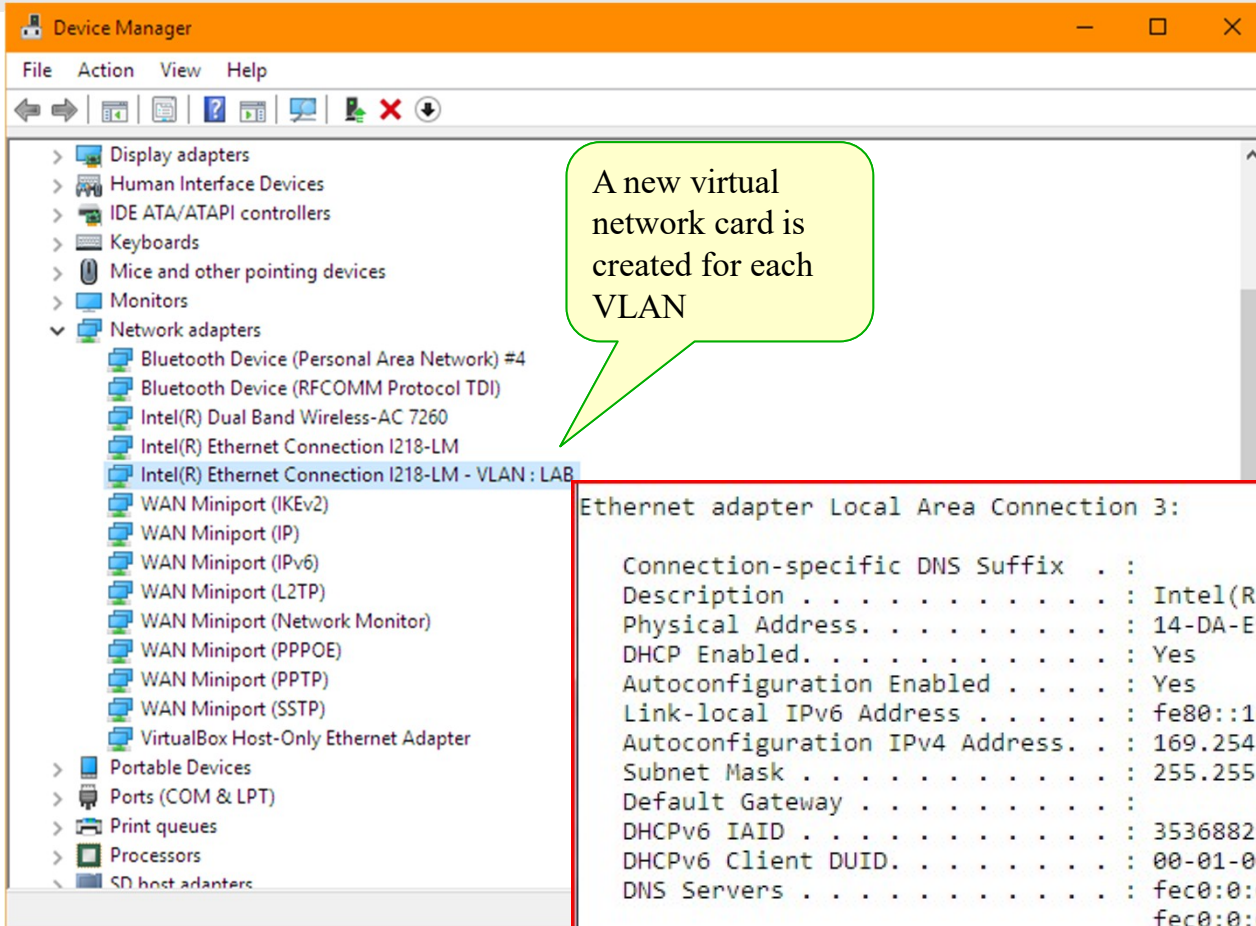 Device Manager
File Action View Help
Display adapters
Human Interface Devices
IDE ATA/ATAPI controllers
Keyboards
Mice and other pointing devices
Monitors
Network adapters
Bluetooth Device (Personal Area Network) #4
Bluetooth Device (RFCOMM Protocol TDI)
Intel(R) Dual Band Wireless-AC 7260
Intel(R) Ethernet Connection I218-LM
Intel(R) Ethernet Connection I218-LM - VLAN : LAB
WAN Miniport (IKEv2)
WAN Miniport (IP)
WAN Miniport (IPv6)
WAN Miniport (L2TP)
WAN Miniport (Network Monitor)
WAN Miniport (PPPOE)
WAN Miniport (PPTP)
WAN Miniport (SSTP)
VirtualBox Host-Only Ethernet Adapter
Portable Devices
Ports (COM & LPT)
Print queues
Processors
SD host adapters
A new virtual
network card is
created for each
VLAN
Ethernet adapter Local Area Connection 3:
Connection-specific DNS Suffix . :
Description . . . . . . . . . . . : Intel(R
Physical Address. . . . . . . . . : 14-DA-E
DHCP Enabled. . . . . . . . . . . : Yes
Autoconfiguration Enabled . . . . : Yes
Link-local IPv6 Address . . . . . : fe80::1
Autoconfiguration IPv4 Address. . : 169.254
Subnet Mask . . . . . . . . . . . : 255.255
Default Gateway . . . . . . . . . :
DHCPv6 IAID . . . . . . . . . . . : 3536882
DHCPv6 Client DUID. . . . . . . . : 00-01-0
DNS Servers . . . . . . . . . . . : fec0:0:
fec0:0: